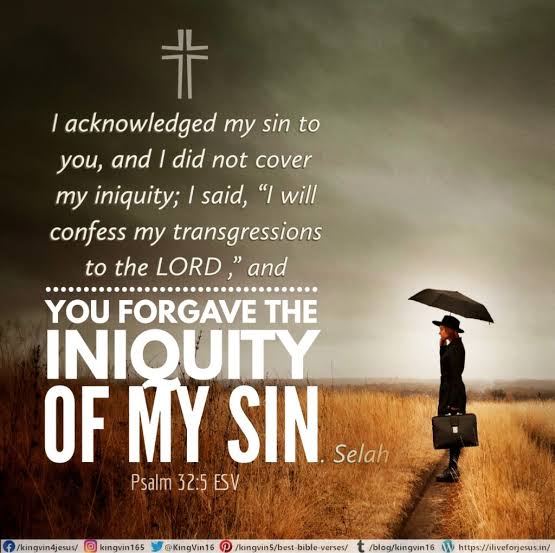 I acknowledged my sin to
you, and I did not cover
my iniquity; I said, “I will
confess my transgressions
to the LORD ,” and
YOU FORGAVE THE
INIQUITY
OF MY SIN. Selah
Psalm 32:5 ESV
/kingvin4jesus/ kingvin165 @KingVin16 /kingvin5/best-bible-verses/ /blog/kingvin16 https://iliveforjesus.in/